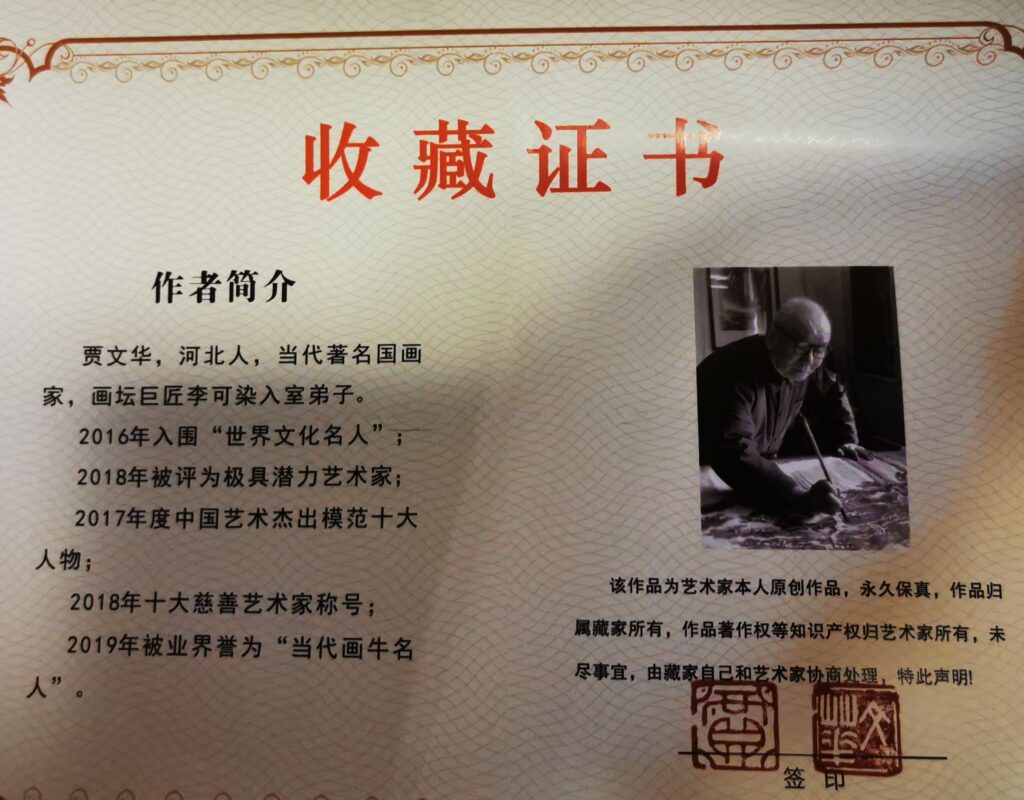 收藏证书
作者简介
贾文华，河北人，当代著名国画
家，画坛巨匠李可染入室弟子。
2016年入围“世界文化名人”；
2018年被评为极具潜力艺术家；
2017年度中国艺术杰出模范十大
人物；
2018年十大慈善艺术家称号；
2019年被业界誉为“当代画牛名
人”。
该作品为艺术家本人原创作品，永久保真，作品归
属藏家所有，作品著作权等知识产权归艺术家所有，未
尽事宜，由藏家自己和艺术家协商处理，特此声明!
签 印